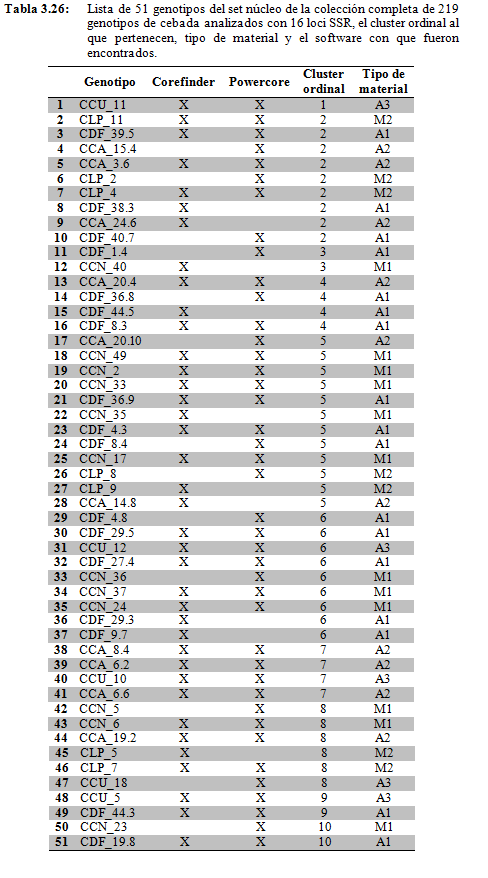 Tabla 3.26: Lista de 51 genotipos del set núcleo de la colección completa de 219
genotipos de cebada analizados con 16 loci SSR, el cluster ordinal al
que pertenecen, tipo de material y el software con que fueron
encontrados.
Genotipo Corefinder Powercore Cluster ordinal Tipo de material
1 CCU_11 X X 1 A3
2 CLP_11 X X 2 M2
3 CDF_39.5 X X 2 A1
4 CCA_15.4 X 2 A2
5 CCA_3.6 X X 2 A2
6 CLP_2 X 2 M2
7 CLP_4 X X 2 M2
8 CDF_38.3 X 2 A1
9 CCA_24.6 X 2 A2
10 CDF_40.7 X 2 A1
11 CDF_1.4 X 3 A1
12 CCN_40 X 3 M1
13 CCA_20.4 X X 4 A2
14 CDF_36.8 X 4 A1
15 CDF_44.5 X 4 A1
16 CDF_8.3 X X 4 A1
17 CCA_20.10 X 5 A2
18 CCN_49 X X 5 M1
19 CCN_2 X X 5 M1
20 CCN_33 X X 5 M1
21 CDF_36.9 X X 5 A1
22 CCN_35 X 5 M1
23 CDF_4.3 X X 5 A1
24 CDF_8.4 X 5 A1
25 CCN_17 X X 5 M1
26 CLP_8 X 5 M2
27 CLP_9 X 5 M2
28 CCA_14.8 X 5 A2
29 CDF_4.8 X 6 A1
30 CDF_29.5 X X 6 A1
31 CCU_12 X X 6 A3
32 CDF_27.4 X X 6 A1
33 CCN_36 X 6 M1
34 CCN_37 X X 6 M1
35 CCN_24 X X 6 M1
36 CDF_29.3 X 6 A1
37 CDF_9.7 X 6 A1
38 CCA_8.4 X X 7 A2
39 CCA_6.2 X X 7 A2
40 CCU_10 X X 7 A3
41 CCA_6.6 X X 7 A2
42 CCN_5 X 8 M1
43 CCN_6 X X 8 M1
44 CCA_19.2 X X 8 A2
45 CLP_5 X 8 M2
46 CLP_7 X X 8 M2
47 CCU_18 X 8 A3
48 CCU_5 X X 9 A3
49 CDF_44.3 X X 9 A1
50 CCN_23 X 10 M1
51 CDF_19.8 X X 10 A1